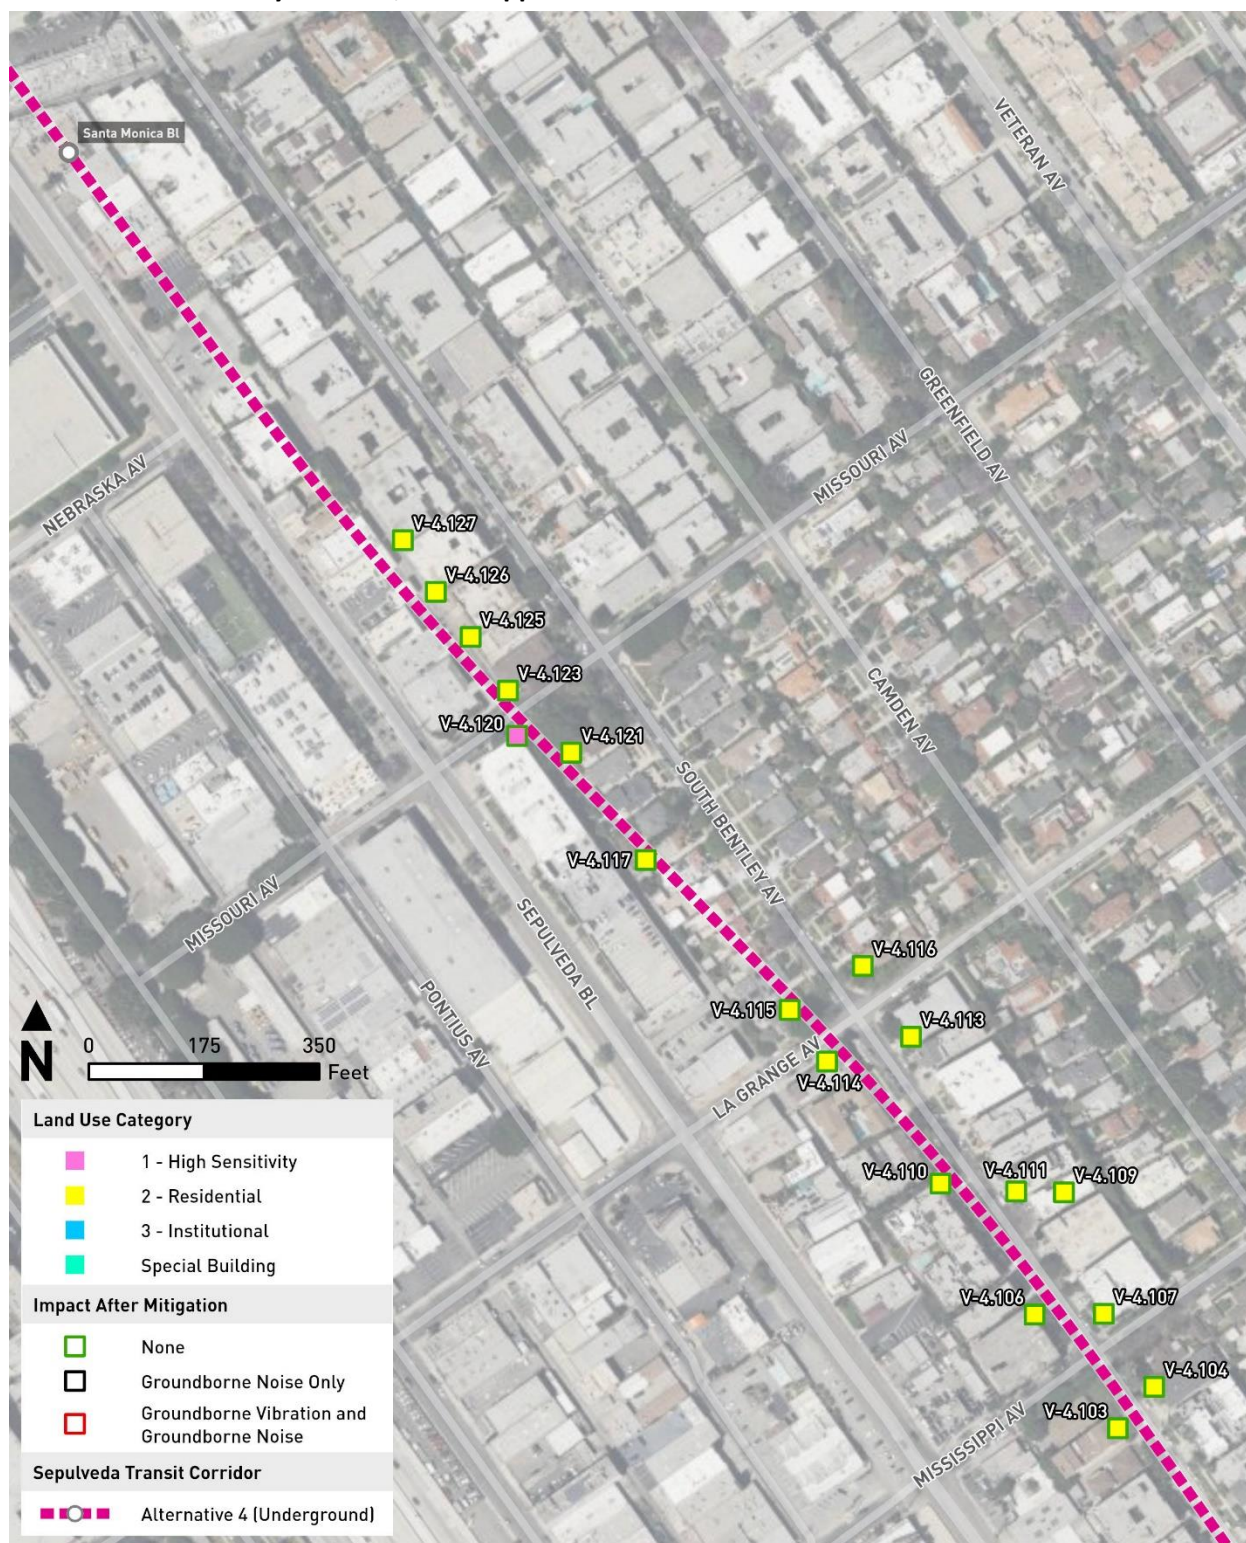 Santa Monica Bl
VETERAN AV
GREENFIELD AV
MISSOURI AV
NEBRASKA AV
V-4.127
V-4.126
V-4.125
V-4.123
V-4.120
V-4.121
CAMDEN AV
SOUTH BENTLEY AV
V-4.117
MISSOURI AV
SEPULVEDA BL
V-4.116
PONTIUS AV
V-4.115
V-4.113
LA GRANGE AV
V-4.114
N
0 175 350
Feet
V-4.110
V-4.111
V-4.109
V-4.106
V-4.107
V-4.104
V-4.103
MISSISSIPPI AV
Land Use Category
1 - High Sensitivity
2 - Residential
3 - Institutional
Special Building
Impact After Mitigation
None
Groundborne Noise Only
Groundborne Vibration and
Groundborne Noise
Sepulveda Transit Corridor
Alternative 4 (Underground)